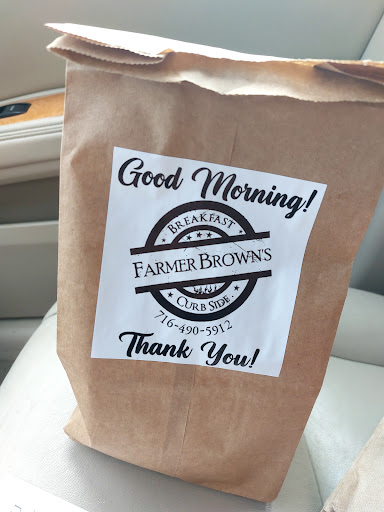 Good Morning!
BREAKFAST
FARMER BROWN'S
CURB SIDE.
716-490-5912
Thank You!